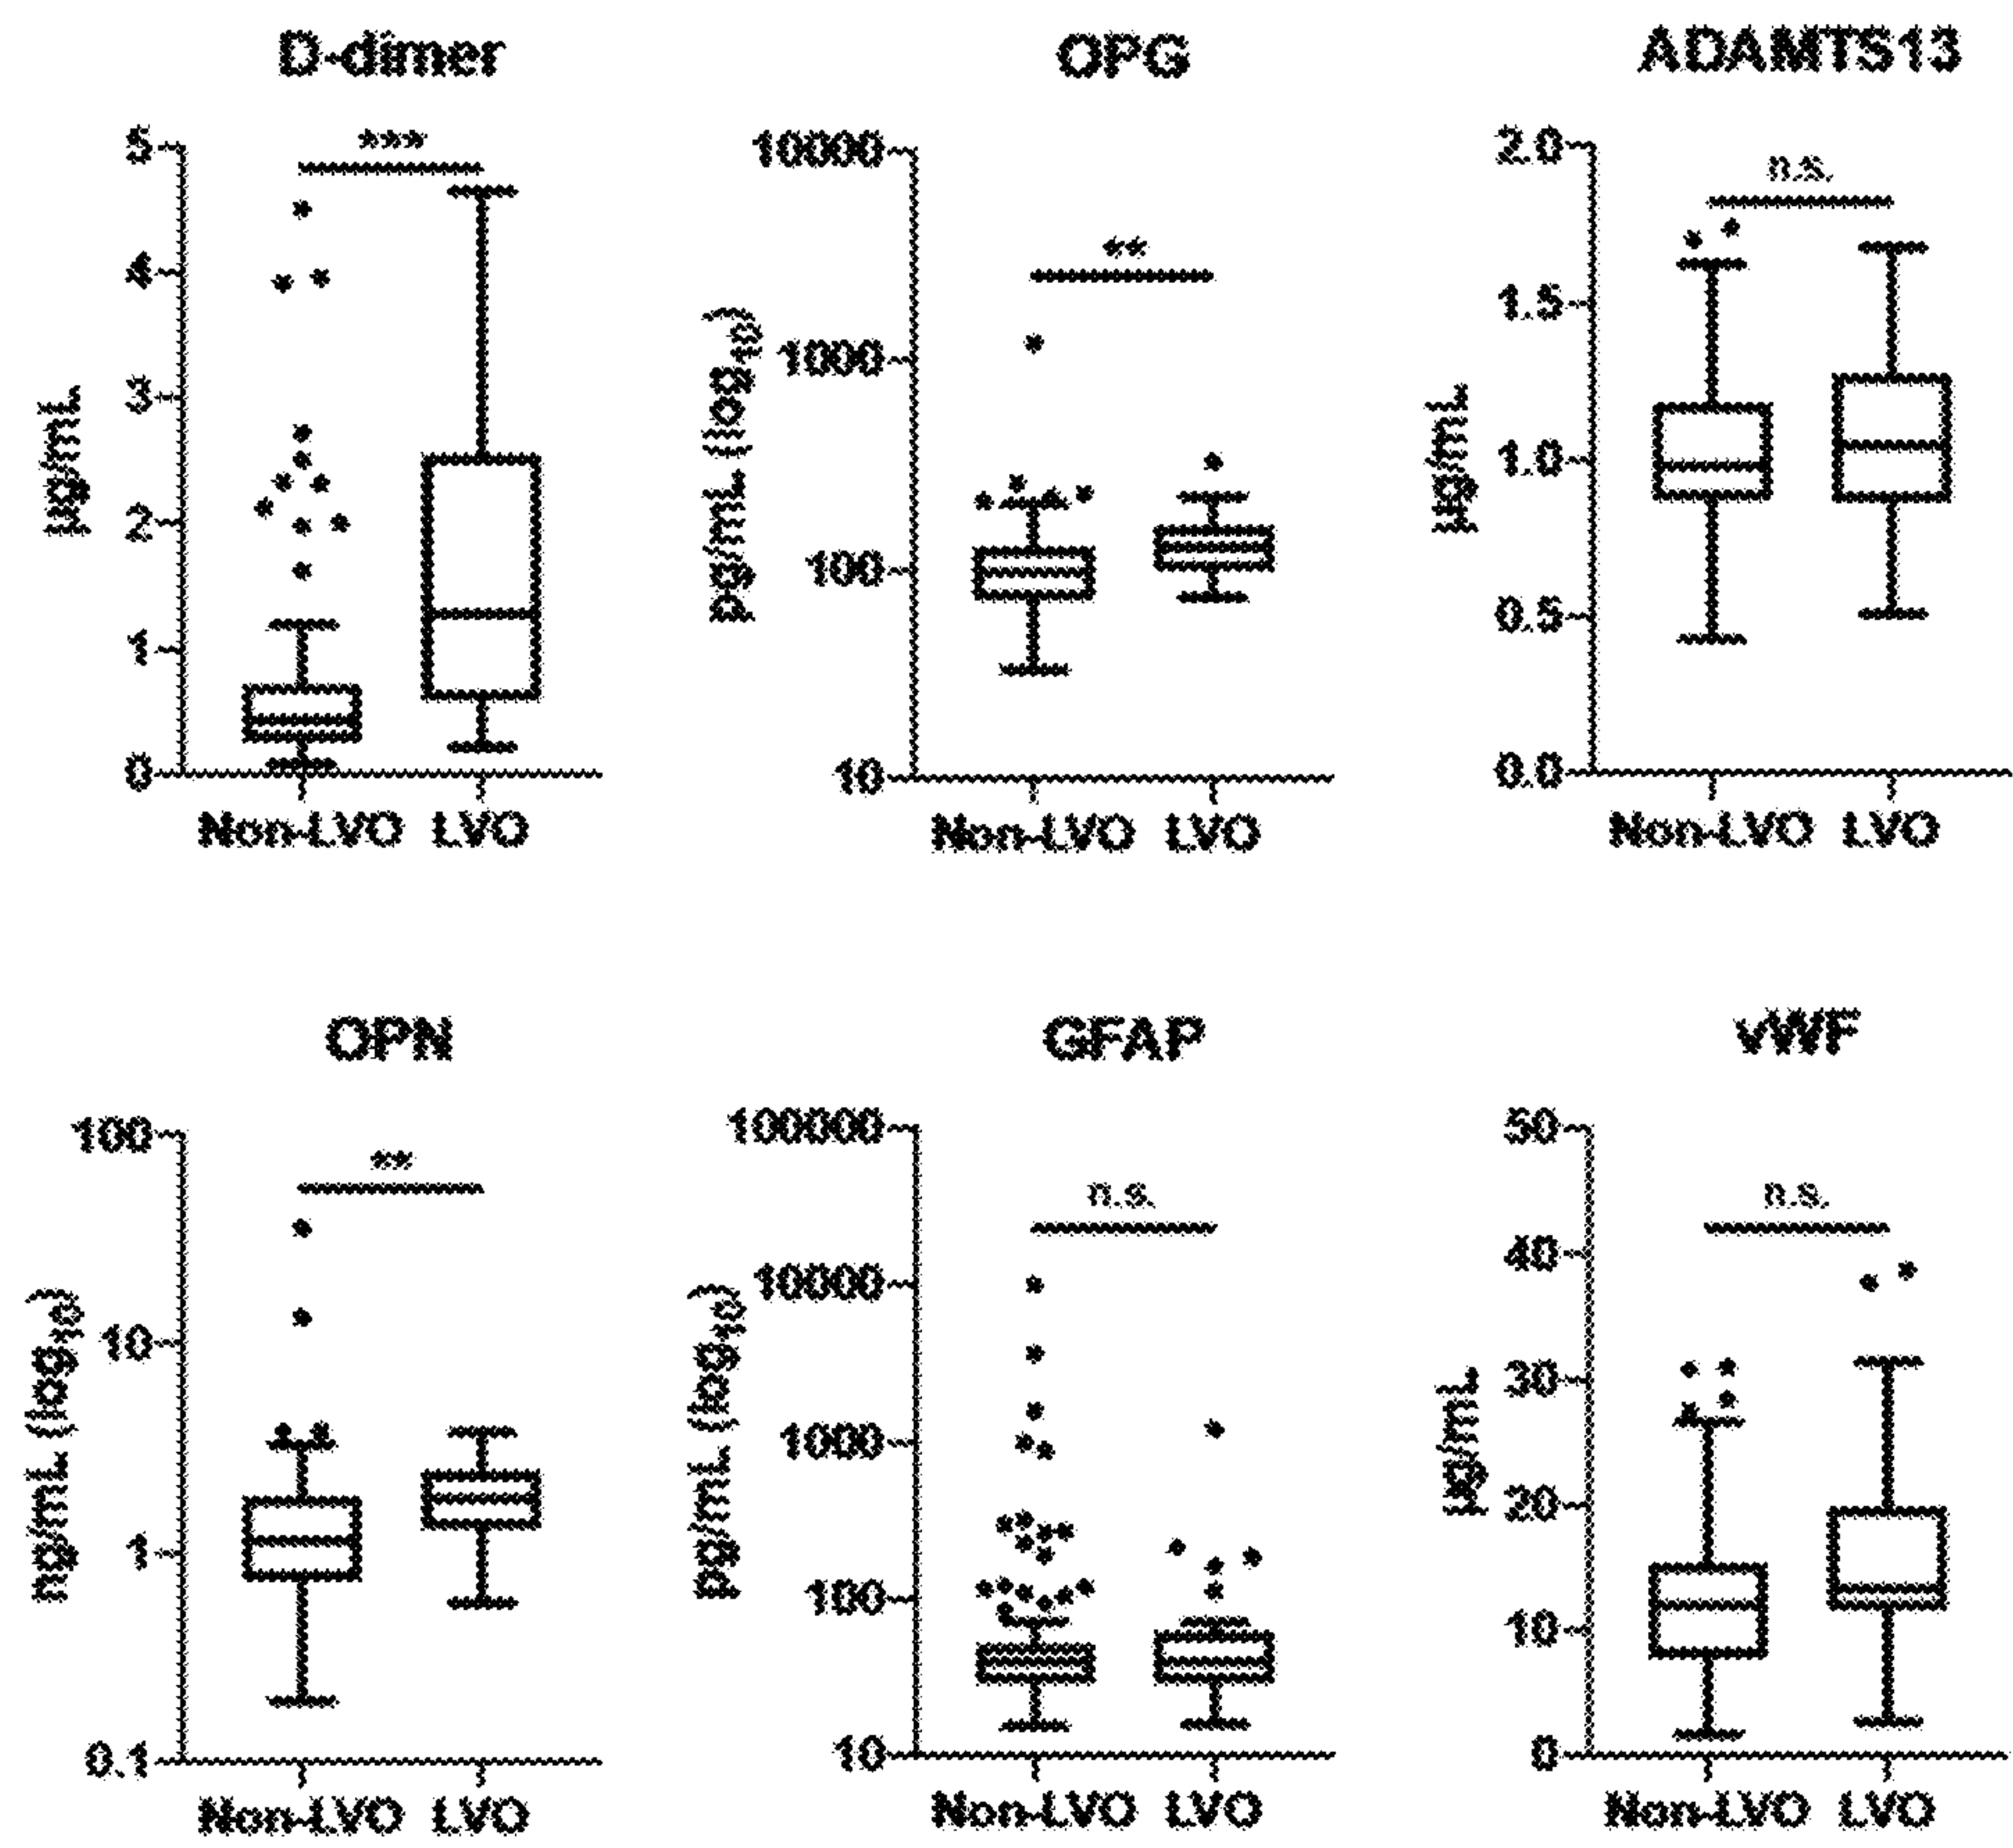 D-dimer
µg/mL
5
4
3
2
1
0
***
Non-LVO LVO
OPG
pg/mL (log10)
10000
1000
100
10
**
Non-LVO LVO
ADAMTS13
µg/mL
2.0
1.5
1.0
0.5
0.0
n.s.
Non-LVO LVO
OPN
ng/mL (log10)
100
10
1
0.1
**
Non-LVO LVO
GFAP
pg/mL (log10)
100000
10000
1000
100
10
n.s.
Non-LVO LVO
vWF
µg/mL
50
40
30
20
10
0
n.s.
Non-LVO LVO